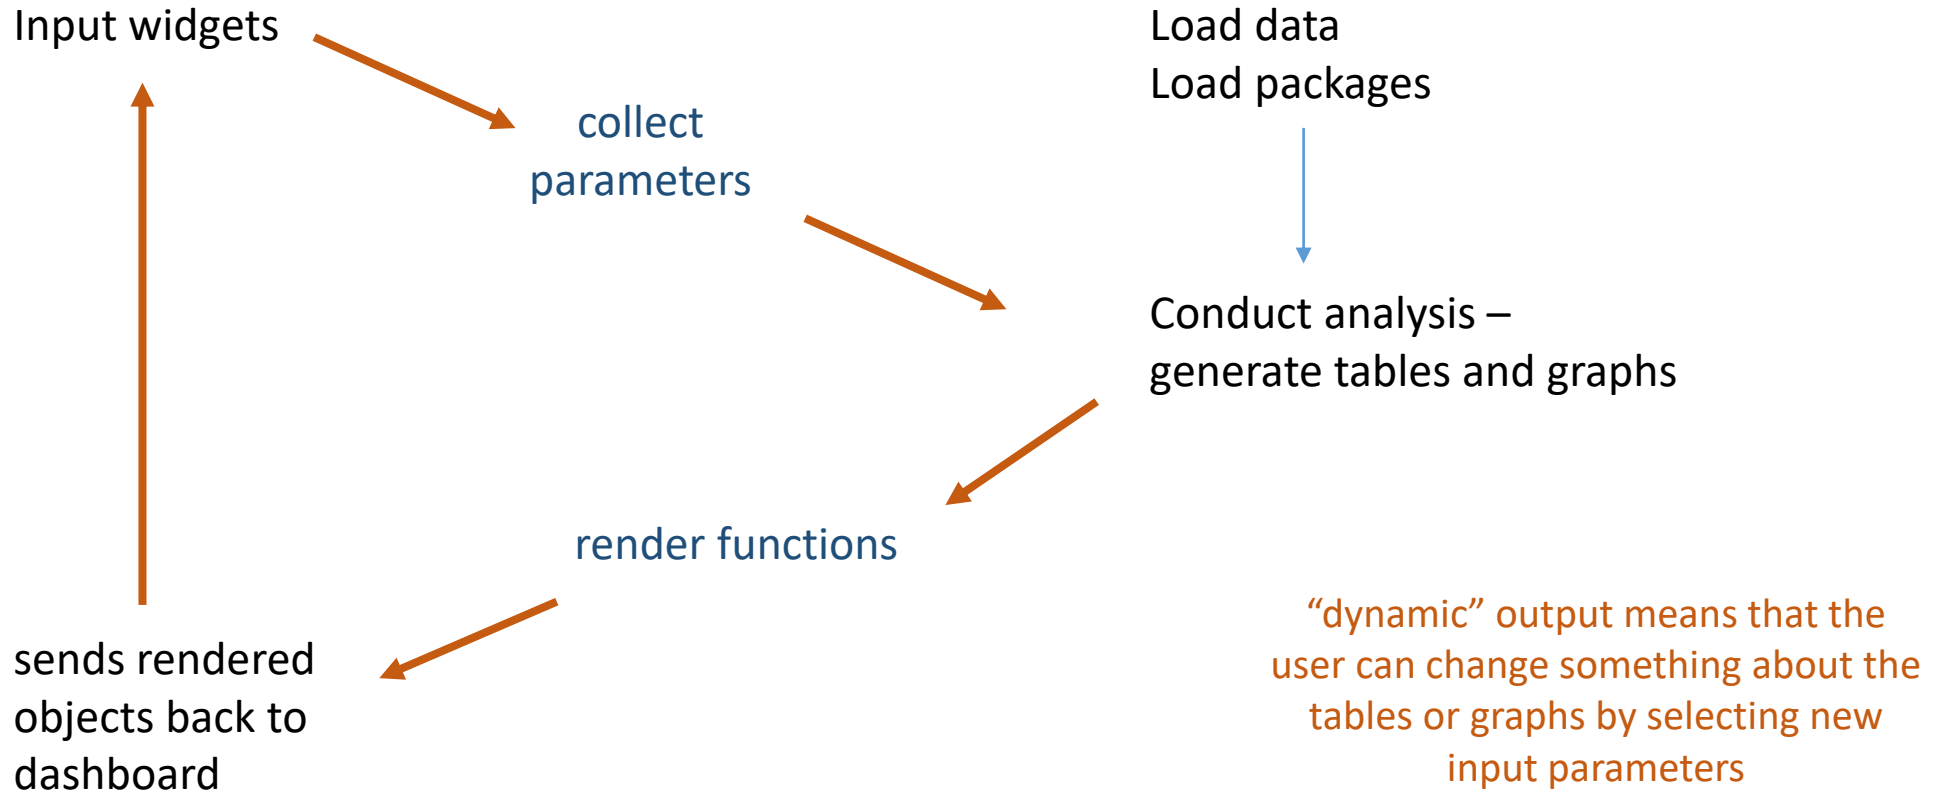 Input widgets
Load data
Load packages
collect
parameters
Conduct analysis –
generate tables and graphs
render functions
sends rendered
objects back to
dashboard
“dynamic” output means that the
user can change something about the
tables or graphs by selecting new
input parameters